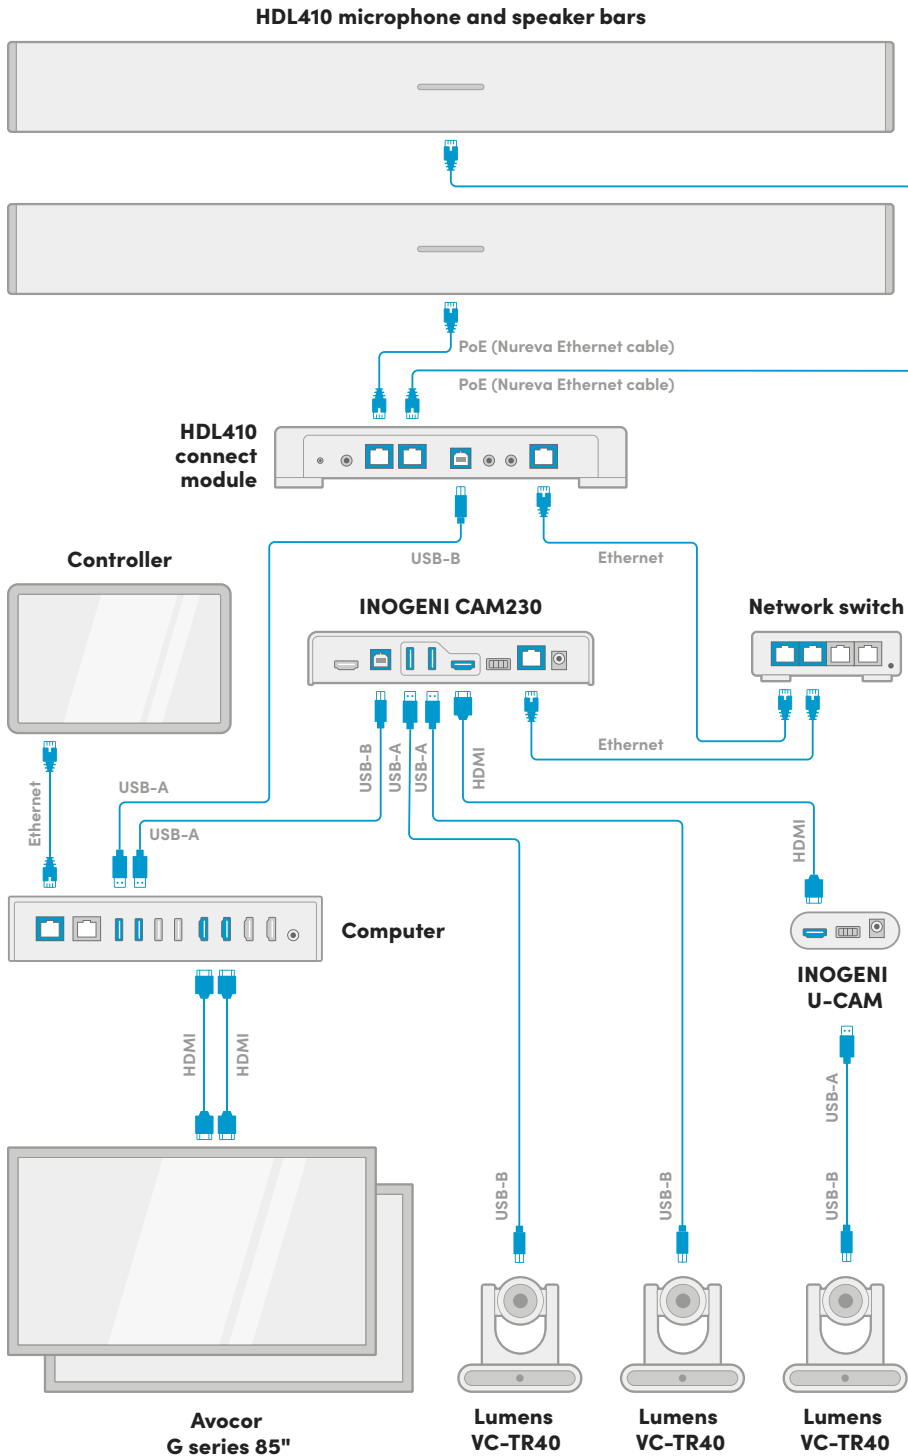 HDL410 microphone and speaker bars
PoE (Nureva Ethernet cable)
PoE (Nureva Ethernet cable)
HDL410
connect
module
USB-B
Ethernet
Controller
INOGENI CAM230
Network switch
Ethernet
USB-A
USB-A
USB-B
USB-A
USB-A
HDMI
Ethernet
HDMI
Computer
INOGENI
U-CAM
HDMI
HDMI
USB-A
USB-B
USB-B
USB-B
Avocor
G series 85"
Lumens
VC-TR40
Lumens
VC-TR40
Lumens
VC-TR40